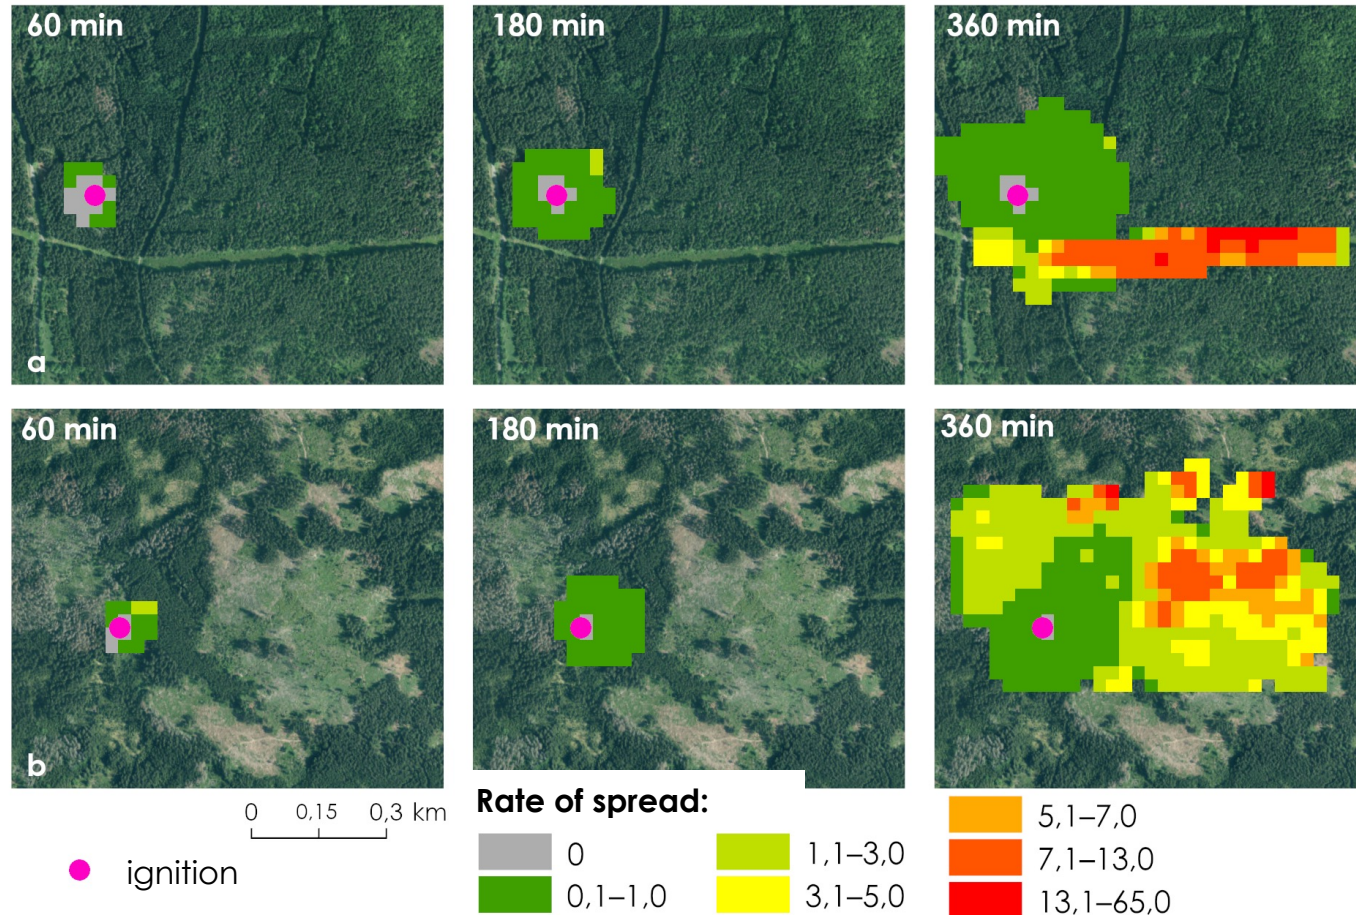 60 min
180 min
360 min
a
60 min
180 min
360 min
b
0 0,15 0,3 km
ignition
Rate of spread:
0
0,1–1,0
1,1–3,0
3,1–5,0
5,1–7,0
7,1–13,0
13,1–65,0